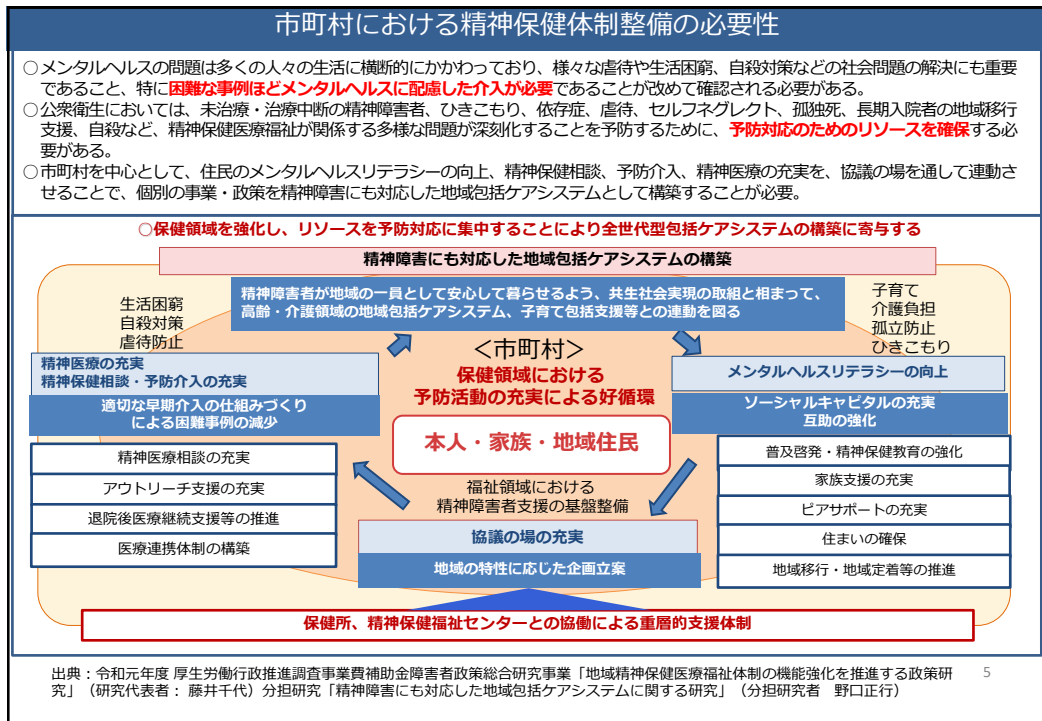 市町村における精神保健体制整備の必要性
○メンタルヘルスの問題は多くの人々の生活に横断的にかかわっており、様々な虐待や生活困窮、自殺対策などの社会問題の解決にも重要
であること、特に困難な事例ほどメンタルヘルスに配慮した介入が必要であることが改めて確認される必要がある。
○公衆衛生においては、未治療・治療中断の精神障害者、ひきこもり、依存症、虐待、セルフネグレクト、孤独死、長期入院者の地域移行
支援、自殺など、精神保健医療福祉が関係する多様な問題が深刻化することを予防するために、予防対応のためのリソースを確保する必
要がある。
○市町村を中心として、住民のメンタルヘルスリテラシーの向上、精神保健相談、予防介入、精神医療の充実を、協議の場を通して連動さ
せることで、個別の事業・政策を精神障害にも対応した地域包括ケアシステムとして構築することが必要。
○保健領域を強化し、リソースを予防対応に集中することにより全世代型包括ケアシステムの構築に寄与する
精神障害にも対応した地域包括ケアシステムの構築
精神障害者が地域の一員として安心して暮らせるよう、共生社会実現の取組と相まって、
高齢・介護領域の地域包括ケアシステム、子育て包括支援等との連動を図る
生活困窮
自殺対策
虐待防止
子育て
介護負担
孤立防止
ひきこもり
＜市町村＞
保健領域における
予防活動の充実による好循環
精神医療の充実
精神保健相談・予防介入の充実
適切な早期介入の仕組みづくり
による困難事例の減少
精神医療相談の充実
アウトリーチ支援の充実
退院後医療継続支援等の推進
医療連携体制の構築
本人・家族・地域住民
福祉領域における
精神障害者支援の基盤整備
協議の場の充実
地域の特性に応じた企画立案
メンタルヘルスリテラシーの向上
ソーシャルキャピタルの充実
互助の強化
普及啓発・精神保健教育の強化
家族支援の充実
ピアサポートの充実
住まいの確保
地域移行・地域定着等の推進
保健所、精神保健福祉センターとの協働による重層的支援体制
出典：令和元年度 厚生労働行政推進調査事業費補助金障害者政策総合研究事業「地域精神保健医療福祉体制の機能強化を推進する政策研
究」（研究代表者： 藤井千代）分担研究「精神障害にも対応した地域包括ケアシステムに関する研究」（分担研究者　野口正行）
5